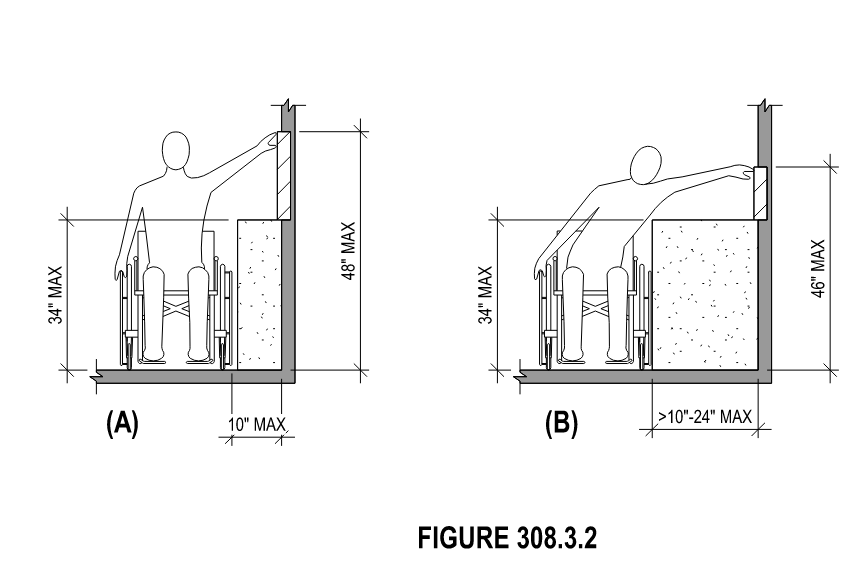 34" MAX
48" MAX
10" MAX
(A)
34" MAX
46" MAX
>10"-24" MAX
(B)
FIGURE 308.3.2